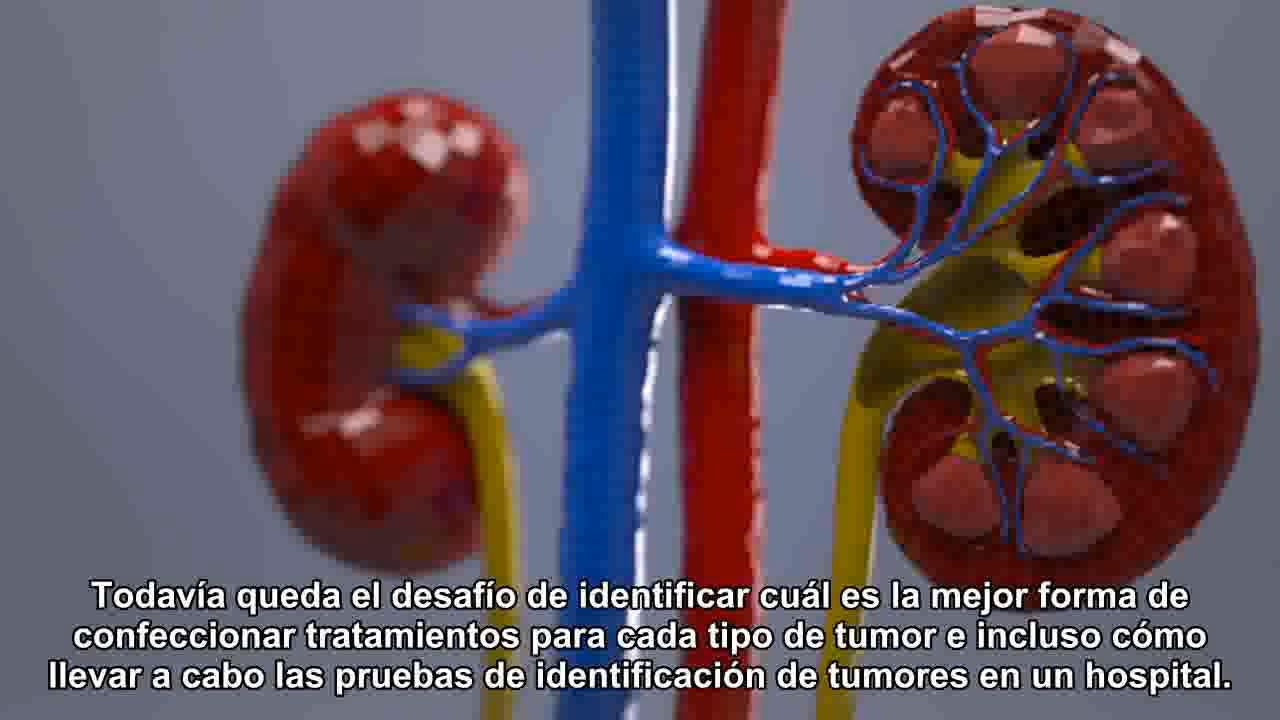 Todavía queda el desafío de identificar cuál es la mejor forma de
confeccionar tratamientos para cada tipo de tumor e incluso cómo
llevar a cabo las pruebas de identificación de tumores en un hospital.